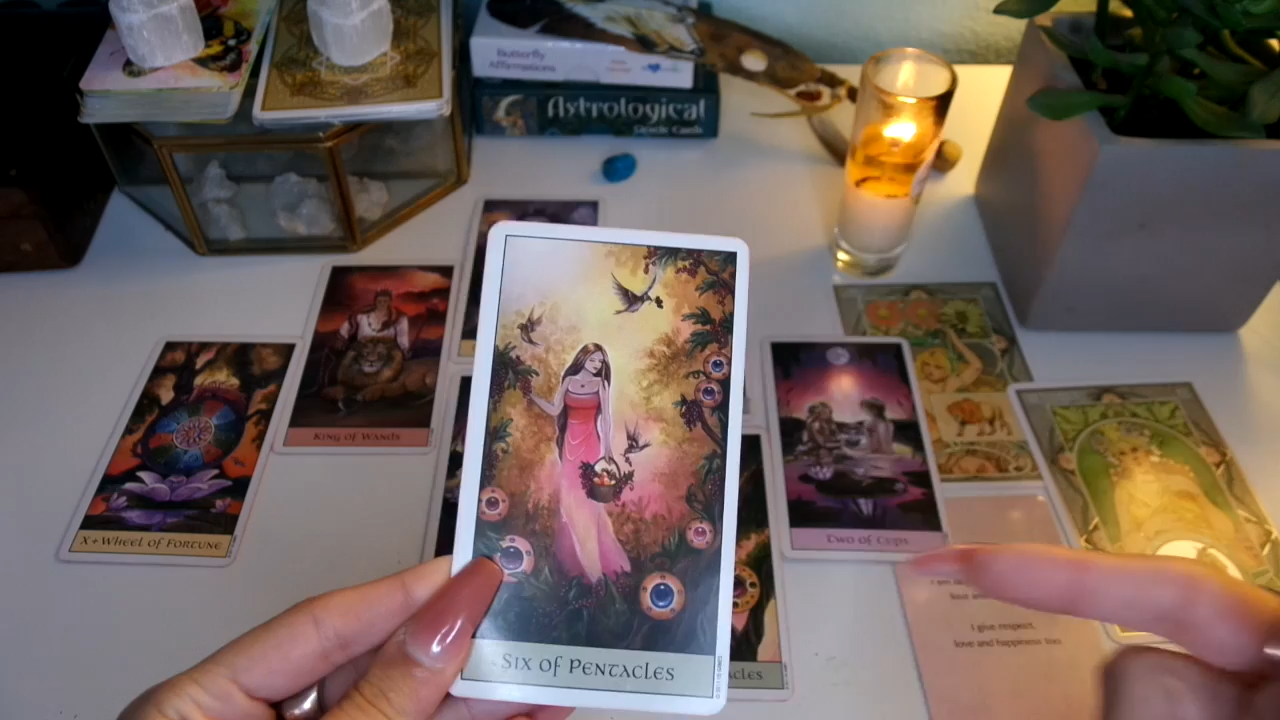 Butterfly
Affirmations
Astrological
Oracle Cards
KING OF WANDS
X + WHEEL OF FORTUNE
TWO OF CUPS
SIX OF PENTACLES
ACLES
I give respect,
love and happiness too.